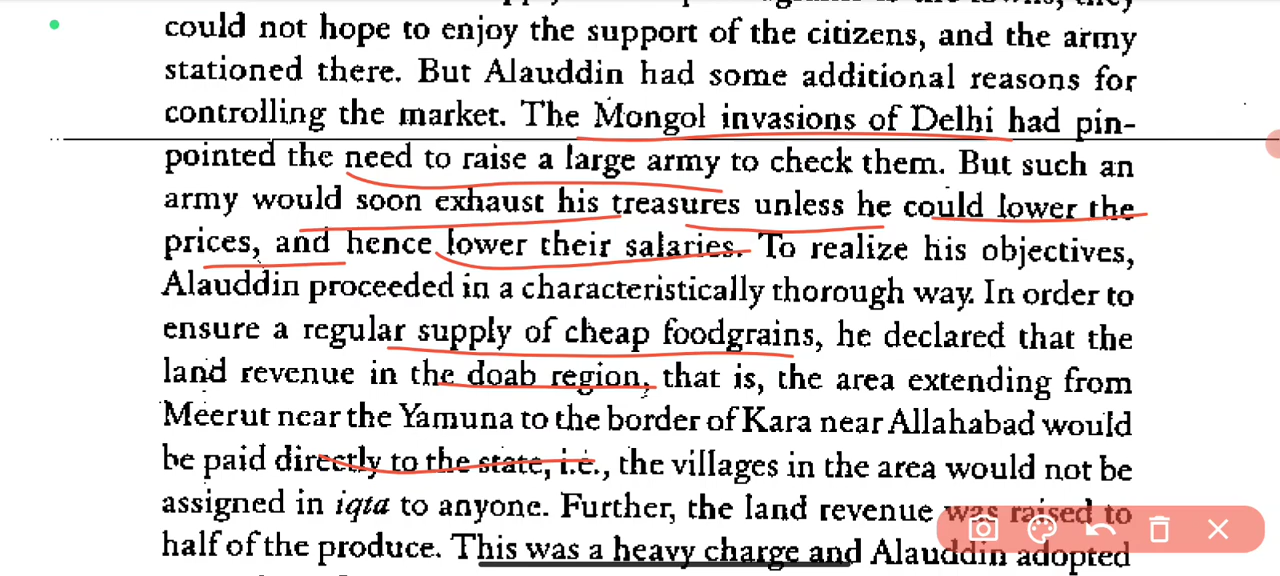 could not hope to enjoy the support of the citizens, and the army
stationed there. But Alauddin had some additional reasons for
controlling the market. The Mongol invasions of Delhi had pin-
pointed the need to raise a large army to check them. But such an
army would soon exhaust his treasures unless he could lower the
prices, and hence lower their salaries. To realize his objectives,
Alauddin proceeded in a characteristically thorough way. In order to
ensure a regular supply of cheap foodgrains, he declared that the
land revenue in the doab region, that is, the area extending from
Meerut near the Yamuna to the border of Kara near Allahabad would
be paid directly to the state, i.e., the villages in the area would not be
assigned in iqta to anyone. Further, the land revenue was raised to
half of the produce. This was a heavy charge and Alauddin adopted